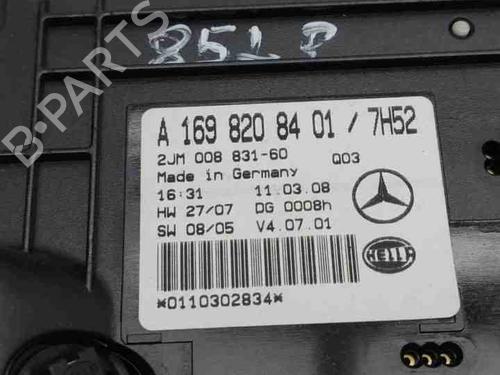 B-PARTS
852 P
A 169 820 84 01 / 7H52
2JM 008 831-60 Q03
Made in Germany
16:31 11.03.08
HW 27/07 DG 0008h
SW 08/05 V4.07.01
HELLA
*0110302834*